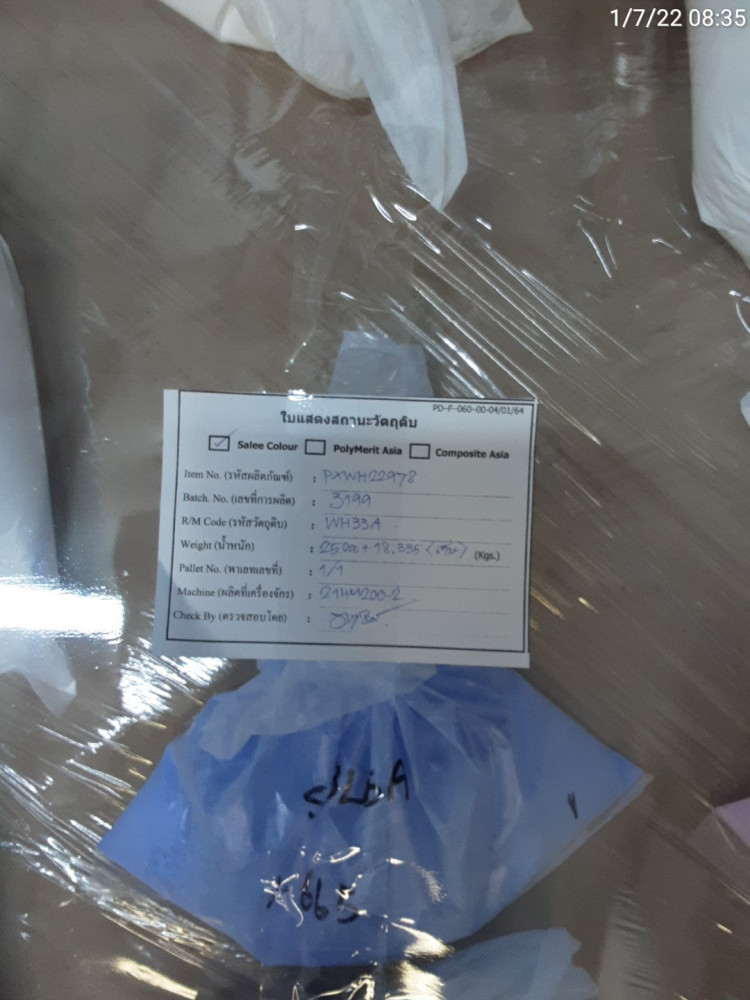 1/7/22 08:35
PD-F-060-00-04/01/64
ใบแสดงสถานะวัตถุดิบ
Salee Colour PolyMerit Asia Composite Asia
Item No. (รหัสผลิตภัณฑ์) : PXWH22978
Batch. No. (เลขที่การผลิต) : 3199
R/M Code (รหัสวัตถุดิบ) : WH33A
Weight (น้ำหนัก) : 25.000 + 18.336 (Kgs.)
Pallet No. (พาเลทเลขที่) : 1/1
Machine (ผลิตที่เครื่องจักร) : 21HM200-2
Check By (ตรวจสอบโดย) :